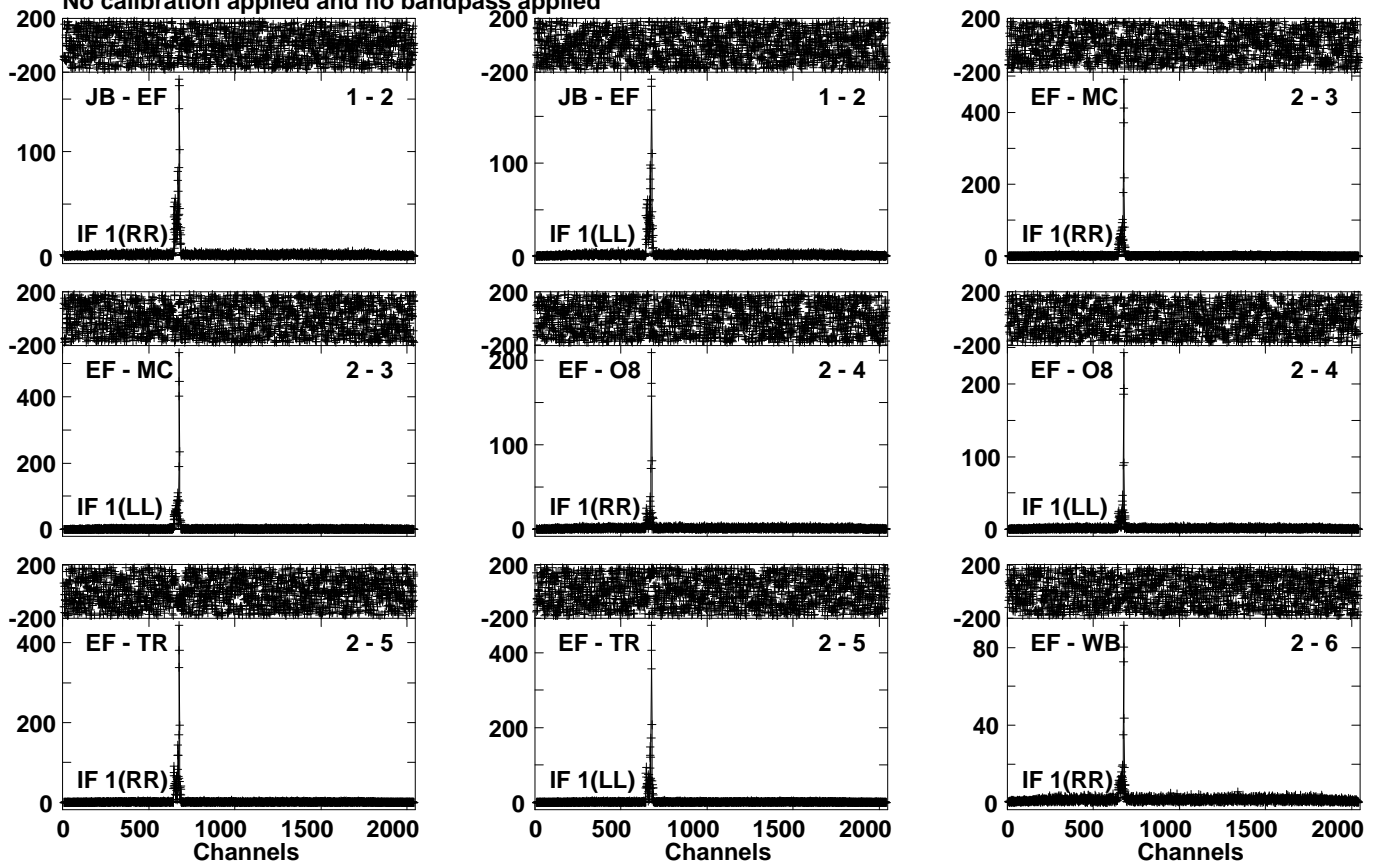 No calibration applied and no bandpass applied
200
-200
JB - EF 1 - 2
100
IF 1(RR)
0
200
-200
JB - EF 1 - 2
100
IF 1(LL)
0
200
-200
EF - MC 2 - 3
400
200
IF 1(RR)
0
200
-200
EF - MC 2 - 3
400
200
IF 1(LL)
0
200
-200
200
EF - O8 2 - 4
100
IF 1(RR)
0
200
-200
EF - O8 2 - 4
200
100
IF 1(LL)
0
200
-200
EF - TR 2 - 5
400
200
IF 1(RR)
0
0 500 1000 1500 2000
Channels
200
-200
EF - TR 2 - 5
400
200
IF 1(LL)
0
0 500 1000 1500 2000
Channels
200
-200
EF - WB 2 - 6
80
40
IF 1(RR)
0
0 500 1000 1500 2000
Channels